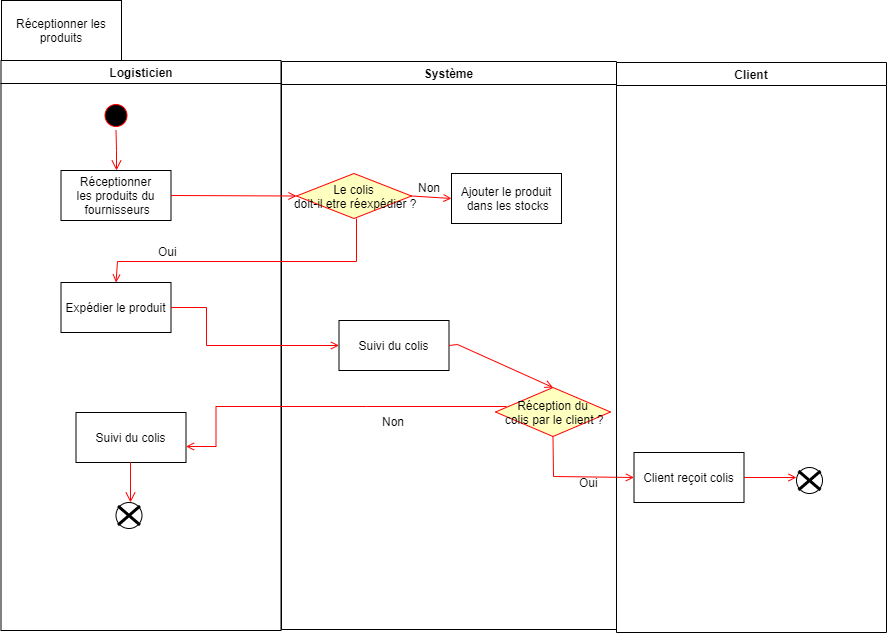 Réceptionner les
produits
Logisticien
Système
Client
Réceptionner
les produits du
fournisseurs
Le colis
doit-il etre réexpédier ?
Non
Ajouter le produit
dans les stocks
Oui
Expédier le produit
Suivi du colis
Réception du
colis par le client ?
Non
Suivi du colis
Oui
Client reçoit colis